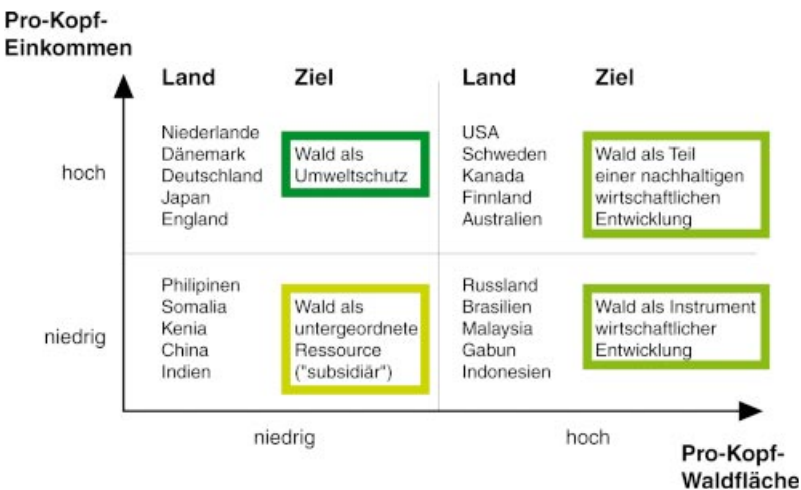 Pro-Kopf-
Einkommen
Land
Ziel
Land
Ziel
hoch
Niederlande
Dänemark
Deutschland
Japan
England
Wald als
Umweltschutz
USA
Schweden
Kanada
Finnland
Australien
Wald als Teil
einer nachhaltigen
wirtschaftlichen
Entwicklung
niedrig
Philipinen
Somalia
Kenia
China
Indien
Wald als
untergeordnete
Ressource
("subsidiär")
Russland
Brasilien
Malaysia
Gabun
Indonesien
Wald als Instrument
wirtschaftlicher
Entwicklung
niedrig
hoch
Pro-Kopf-
Waldfläche